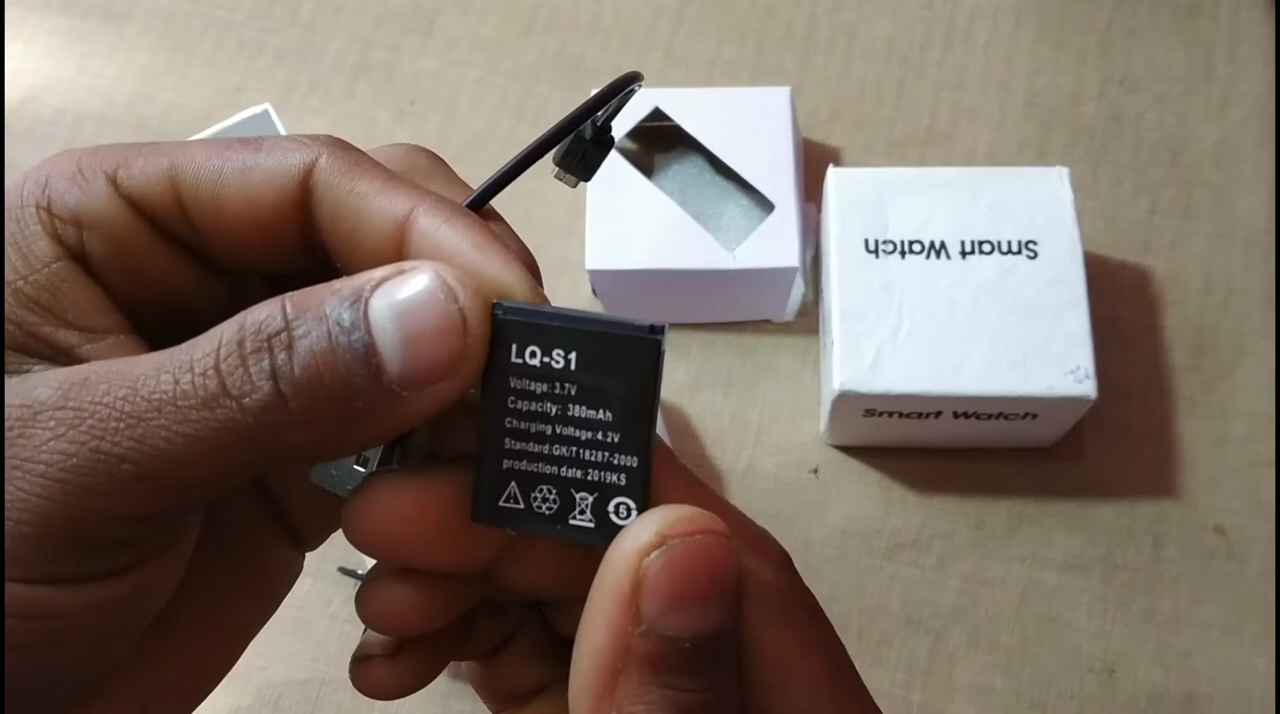 LQ-S1
Voltage: 3.7V
Capacity: 380mAh
Charging Voltage:4.2V
Standard:GK/T18287-2000
production date: 2019KS
5
Smart Watch
Smart Watch